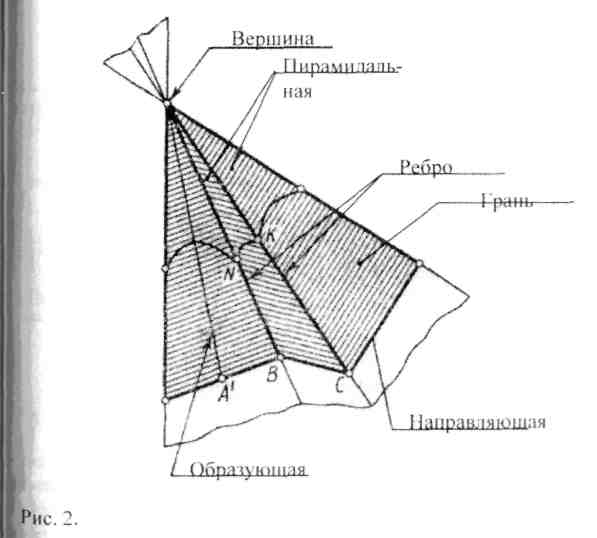 Вершина
Пирамидаль-
ная
Ребро
Грань
K
N
B
C
A'
Направляющая
Образующая
Рис. 2.